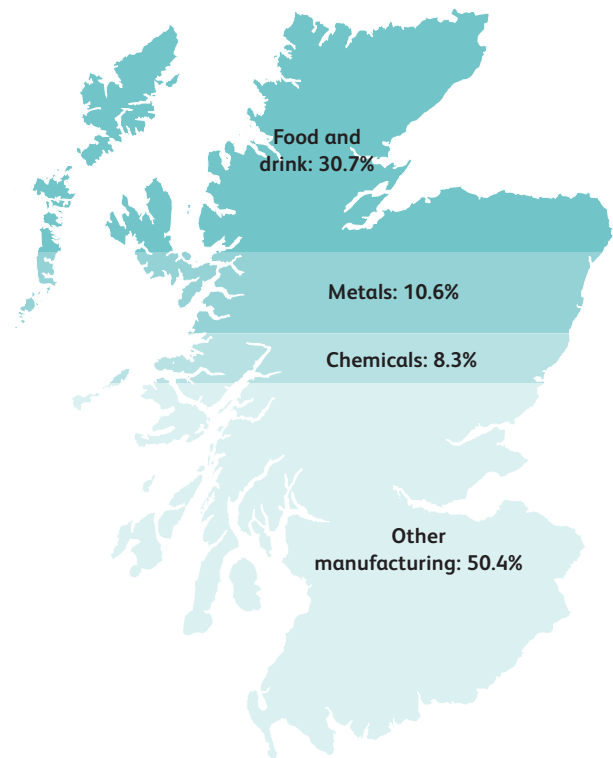 Food and
drink: 30.7%
Metals: 10.6%
Chemicals: 8.3%
Other
manufacturing: 50.4%